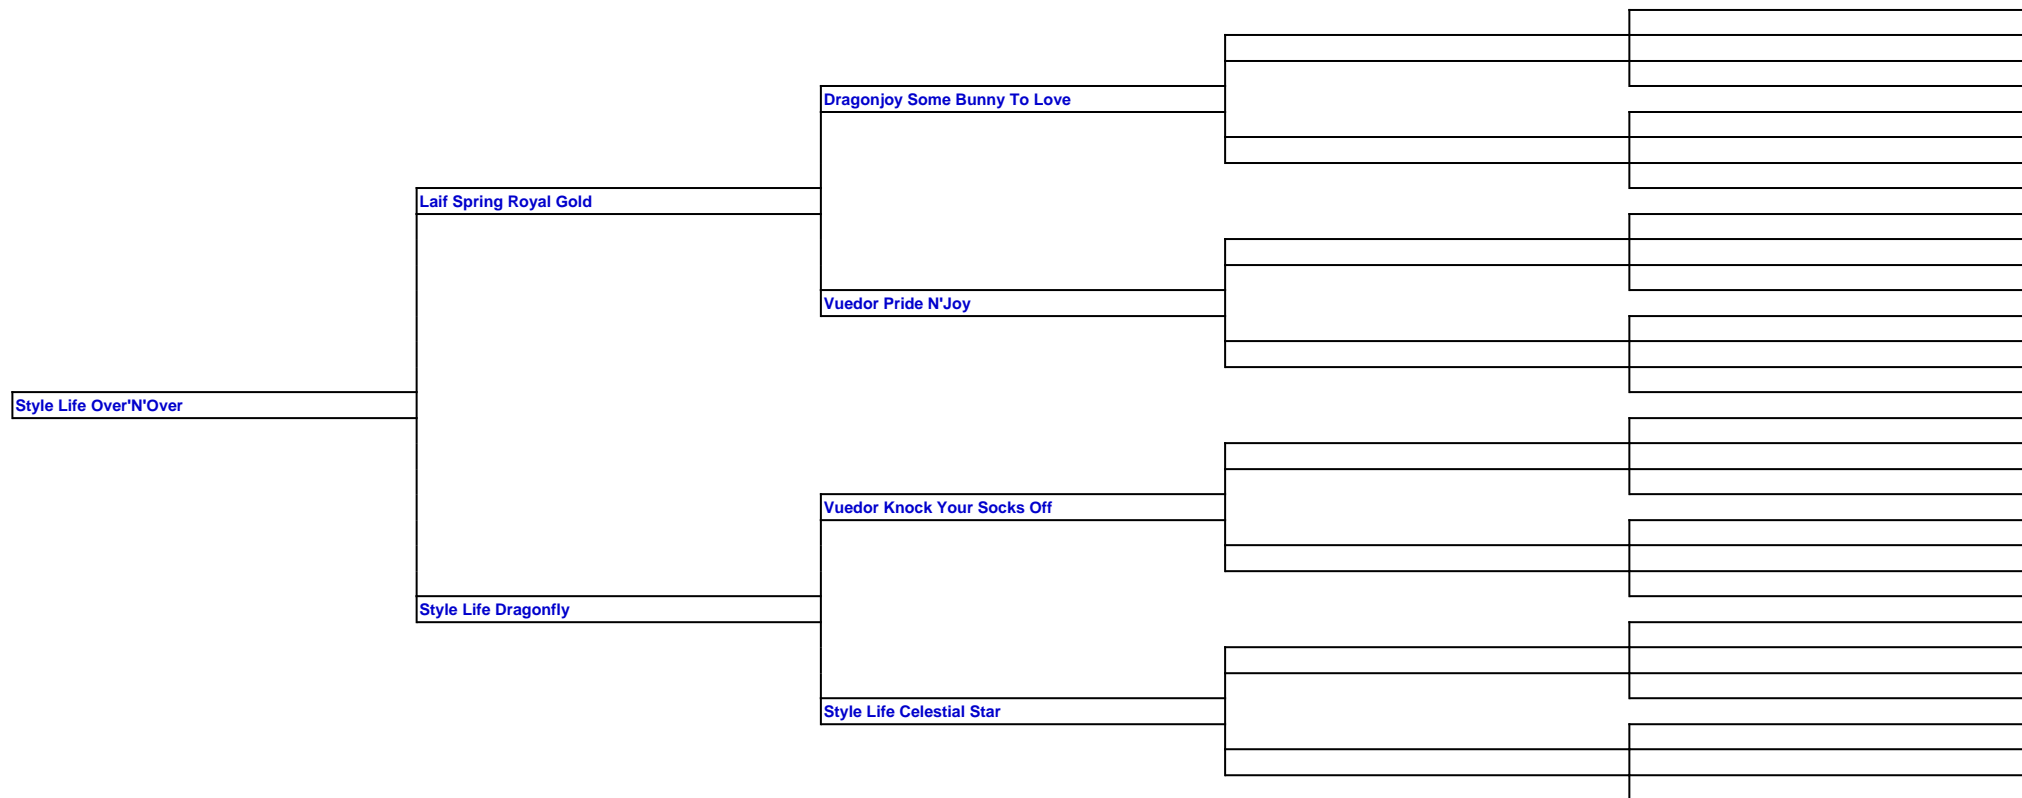 Dragonjoy Some Bunny To Love
Laif Spring Royal Gold
Vuedor Pride N'Joy
Style Life Over'N'Over
Vuedor Knock Your Socks Off
Style Life Dragonfly
Style Life Celestial Star